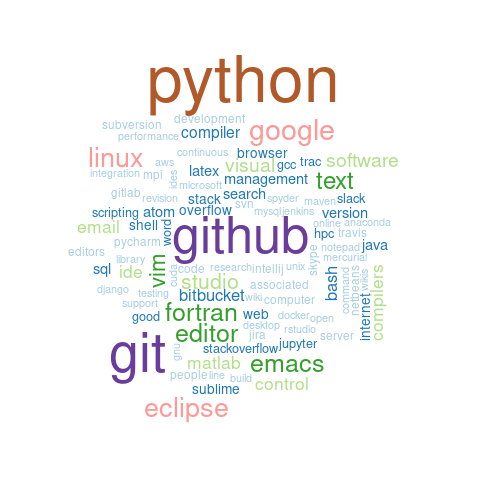 python
development
subversion
performance
compiler
google
linux
continuous
browser
aws
visual
gcc
trac
software
integration
mpi
ides
latex
microsoft
management
text
gitlab
revision
stack
search
svn
spyder
maven
slack
scripting
atom
overflow
mysql
jenkins
version
email
shell
word
github
online
anaconda
hpc
travis
pycharm
notepad
java
editors
library
vim
skype
mercurial
sql
ide
cuda
code
research
intellij
unix
bash
command
netbeans
wikis
compilers
django
testing
studio
associated
support
bitbucket
wiki
computer
good
fortran
web
docker
open
internet
git
editor
desktop
rstudio
jira
server
gnu
stackoverflow
jupyter
matlab
emacs
people
line
build
control
sublime
eclipse